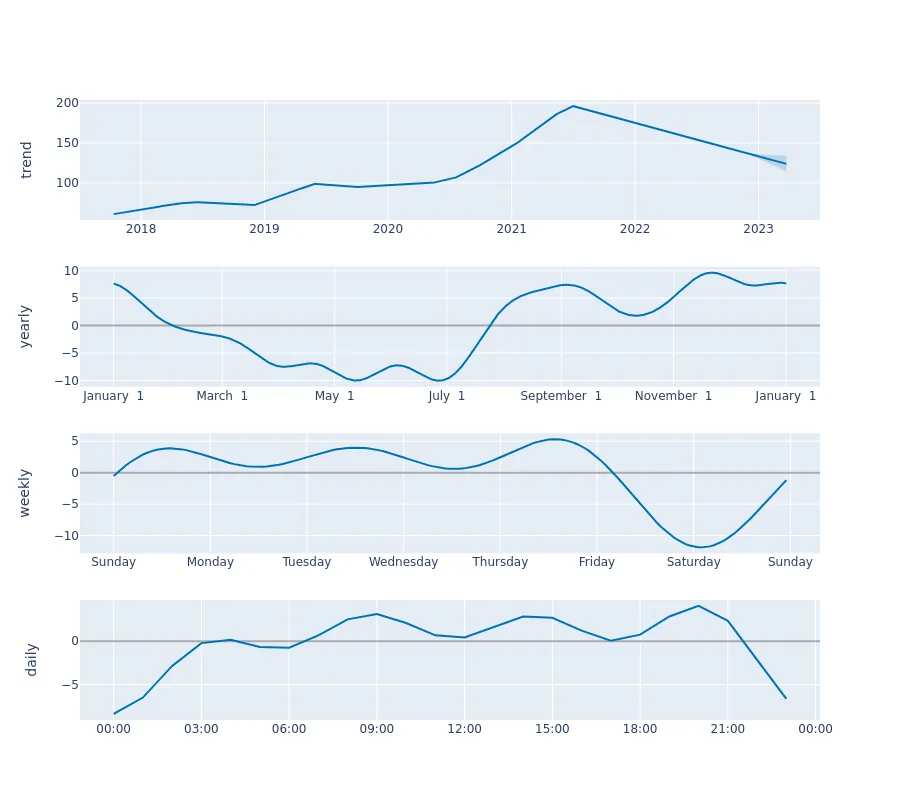 trend
200
150
100
2018 2019 2020 2021 2022 2023
yearly
10
5
0
−5
−10
January 1 March 1 May 1 July 1 September 1 November 1 January 1
weekly
5
0
−5
−10
Sunday Monday Tuesday Wednesday Thursday Friday Saturday Sunday
daily
0
−5
00:00 03:00 06:00 09:00 12:00 15:00 18:00 21:00 00:00